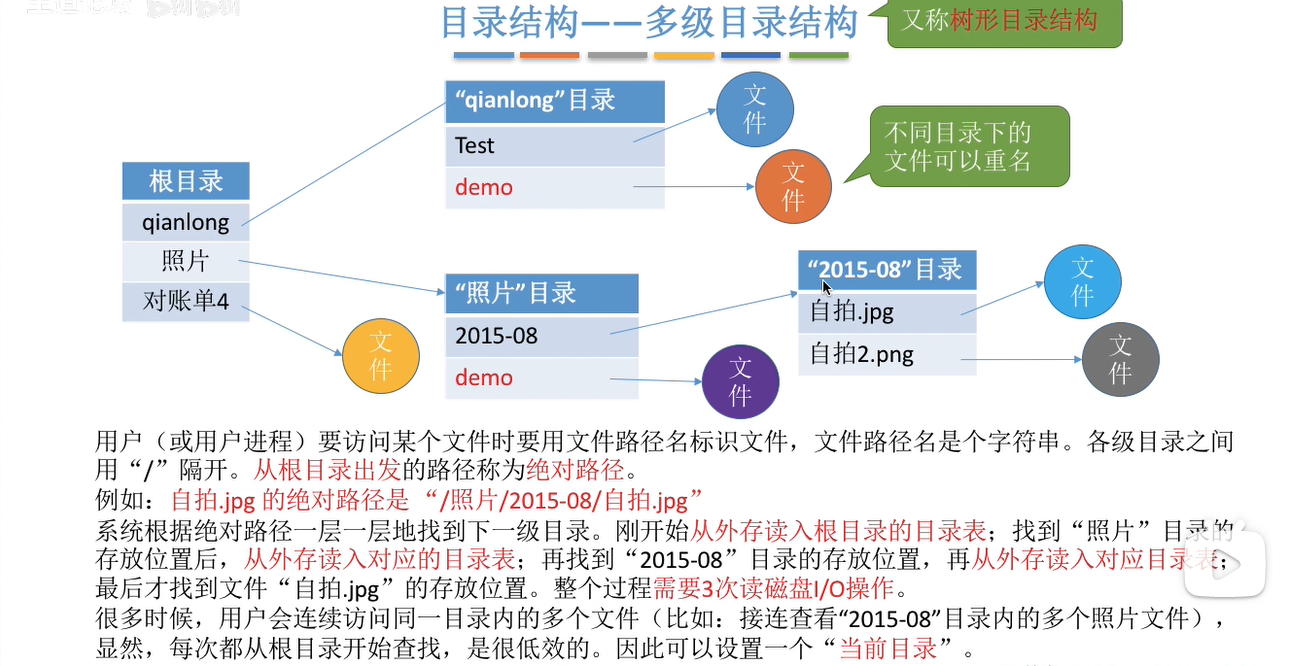 目录结构——多级目录结构
又称树形目录结构
“qianlong”目录
Test
demo
文件
文件
不同目录下的
文件可以重名
根目录
qianlong
照片
对账单4
文件
“照片”目录
2015-08
demo
文件
“2015-08”目录
自拍.jpg
自拍2.png
文件
文件
用户（或用户进程）要访问某个文件时要用文件路径名标识文件，文件路径名是个字符串。各级目录之间
用“/”隔开。从根目录出发的路径称为绝对路径。
例如：自拍.jpg 的绝对路径是 “/照片/2015-08/自拍.jpg”
系统根据绝对路径一层一层地找到下一级目录。刚开始从外存读入根目录的目录表；找到“照片”目录的
存放位置后，从外存读入对应的目录表；再找到“2015-08”目录的存放位置，再从外存读入对应目录表；
最后才找到文件“自拍.jpg”的存放位置。整个过程需要3次读磁盘I/O操作。
很多时候，用户会连续访问同一目录内的多个文件（比如：接连查看“2015-08”目录内的多个照片文件），
显然，每次都从根目录开始查找，是很低效的。因此可以设置一个“当前目录”。